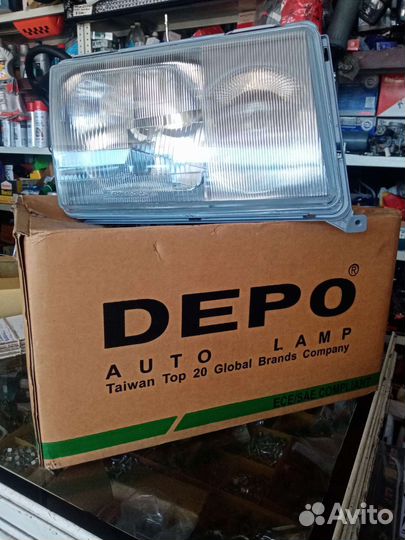 DEPO®
AUTO LAMP
Taiwan Top 20 Global Brands Company
ECE/SAE COMPLIANT
Avito